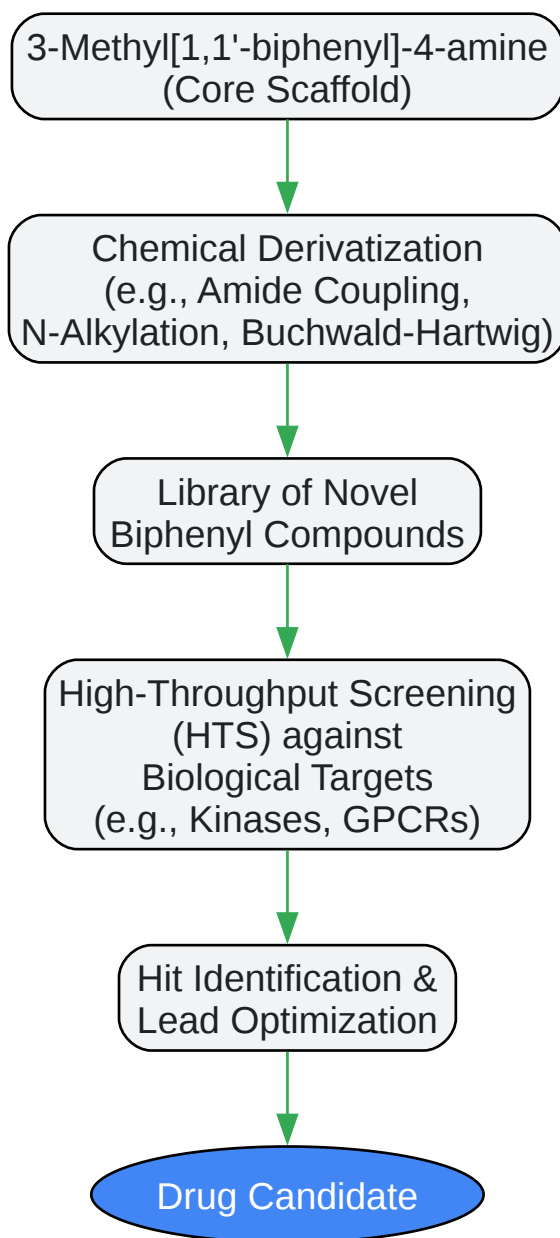 3-Methyl[1,1'-biphenyl]-4-amine
(Core Scaffold)
Chemical Derivatization
(e.g., Amide Coupling,
N-Alkylation, Buchwald-Hartwig)
Library of Novel
Biphenyl Compounds
High-Throughput Screening
(HTS) against
Biological Targets
(e.g., Kinases, GPCRs)
Hit Identification &
Lead Optimization
Drug Candidate